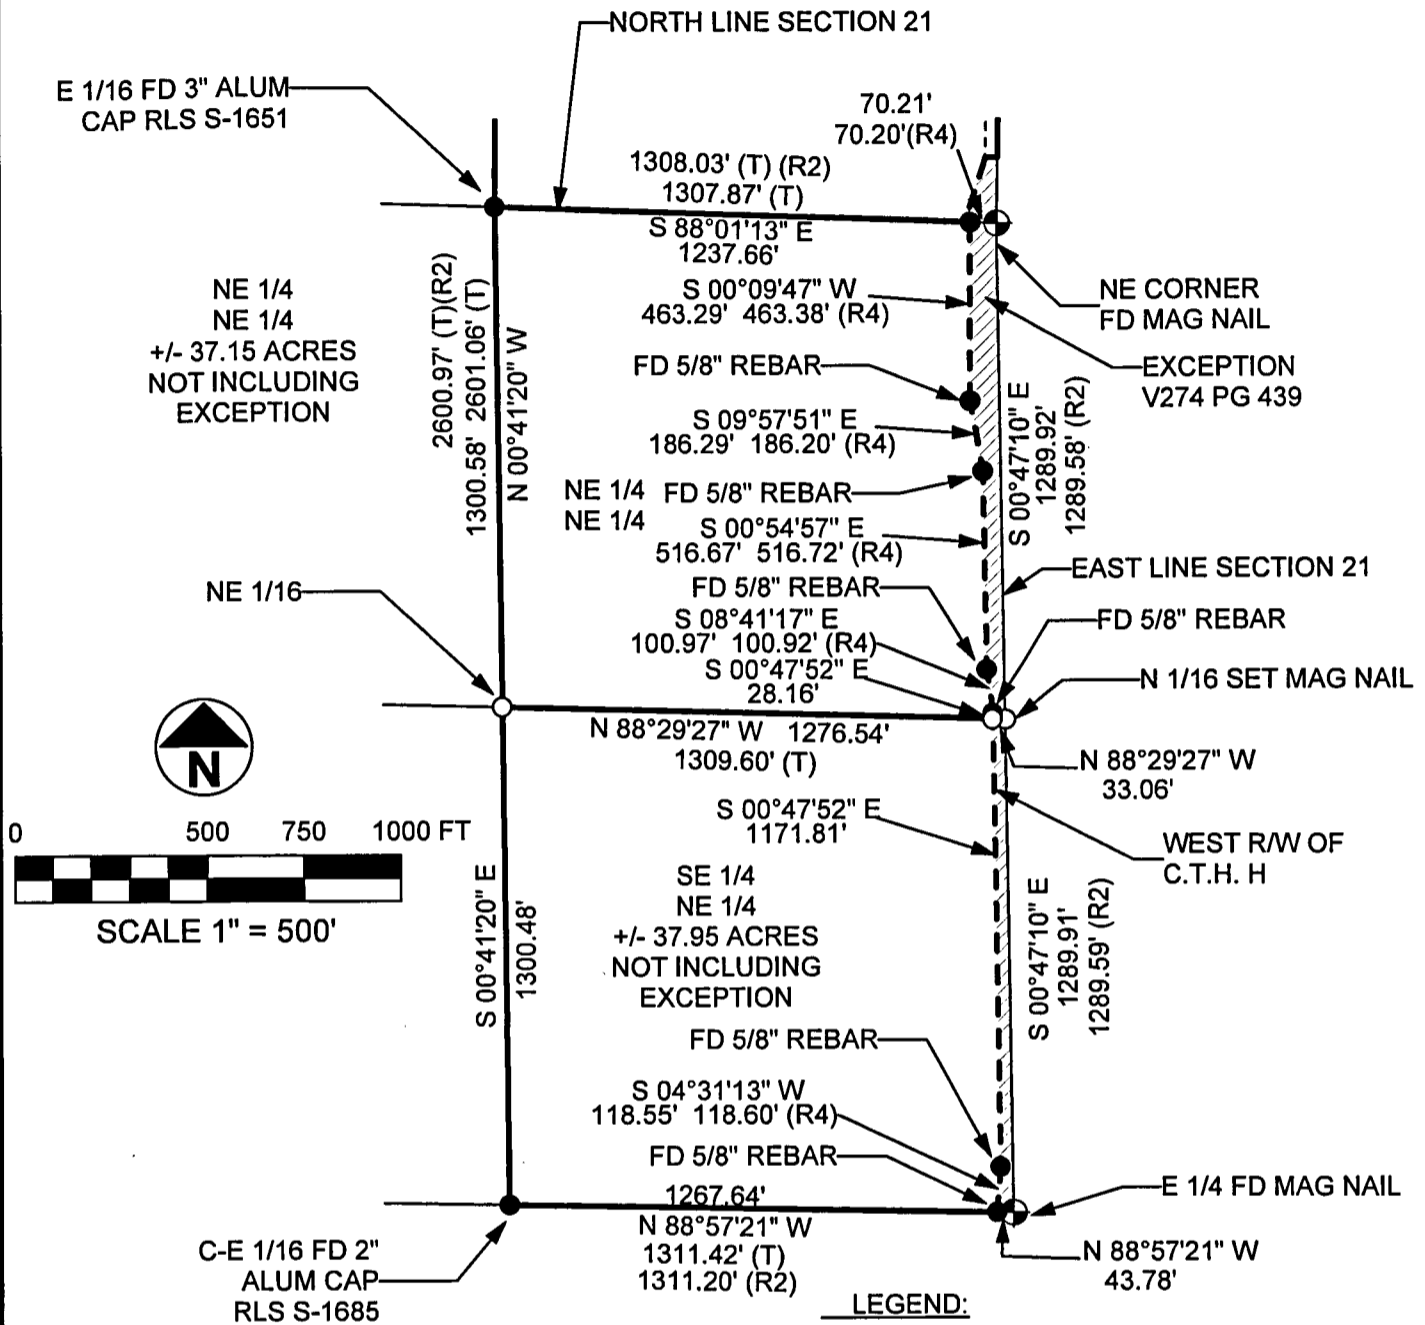 NORTH LINE SECTION 21
E 1/16 FD 3" ALUM
CAP RLS S-1651
70.21'
70.20'(R4)
1308.03' (T) (R2)
1307.87' (T)
S 88°01'13" E
1237.66'
NE 1/4
NE 1/4
+/- 37.15 ACRES
NOT INCLUDING
EXCEPTION
2600.97' (T)(R2)
1300.58' 2601.06' (T)
N 00°41'20" W
S 00°09'47" W
463.29' 463.38' (R4)
NE CORNER
FD MAG NAIL
FD 5/8" REBAR
EXCEPTION
V274 PG 439
S 09°57'51" E
186.29' 186.20' (R4)
S 00°47'10" E
1289.92'
1289.58' (R2)
NE 1/4
NE 1/4
FD 5/8" REBAR
S 00°54'57" E
516.67' 516.72' (R4)
EAST LINE SECTION 21
NE 1/16
FD 5/8" REBAR
FD 5/8" REBAR
S 08°41'17" E
100.97' 100.92' (R4)
S 00°47'52" E
28.16'
N 1/16 SET MAG NAIL
N 88°29'27" W 1276.54'
1309.60' (T)
N 88°29'27" W
33.06'
N
0 500 750 1000 FT
SCALE 1" = 500'
S 00°47'52" E
1171.81'
WEST R/W OF
C.T.H. H
S 00°41'20" E
1300.48'
SE 1/4
NE 1/4
+/- 37.95 ACRES
NOT INCLUDING
EXCEPTION
S 00°47'10" E
1289.91'
1289.59' (R2)
FD 5/8" REBAR
S 04°31'13" W
118.55' 118.60' (R4)
FD 5/8" REBAR
1267.64'
N 88°57'21" W
1311.42' (T)
1311.20' (R2)
E 1/4 FD MAG NAIL
C-E 1/16 FD 2"
ALUM CAP
RLS S-1685
N 88°57'21" W
43.78'
LEGEND: